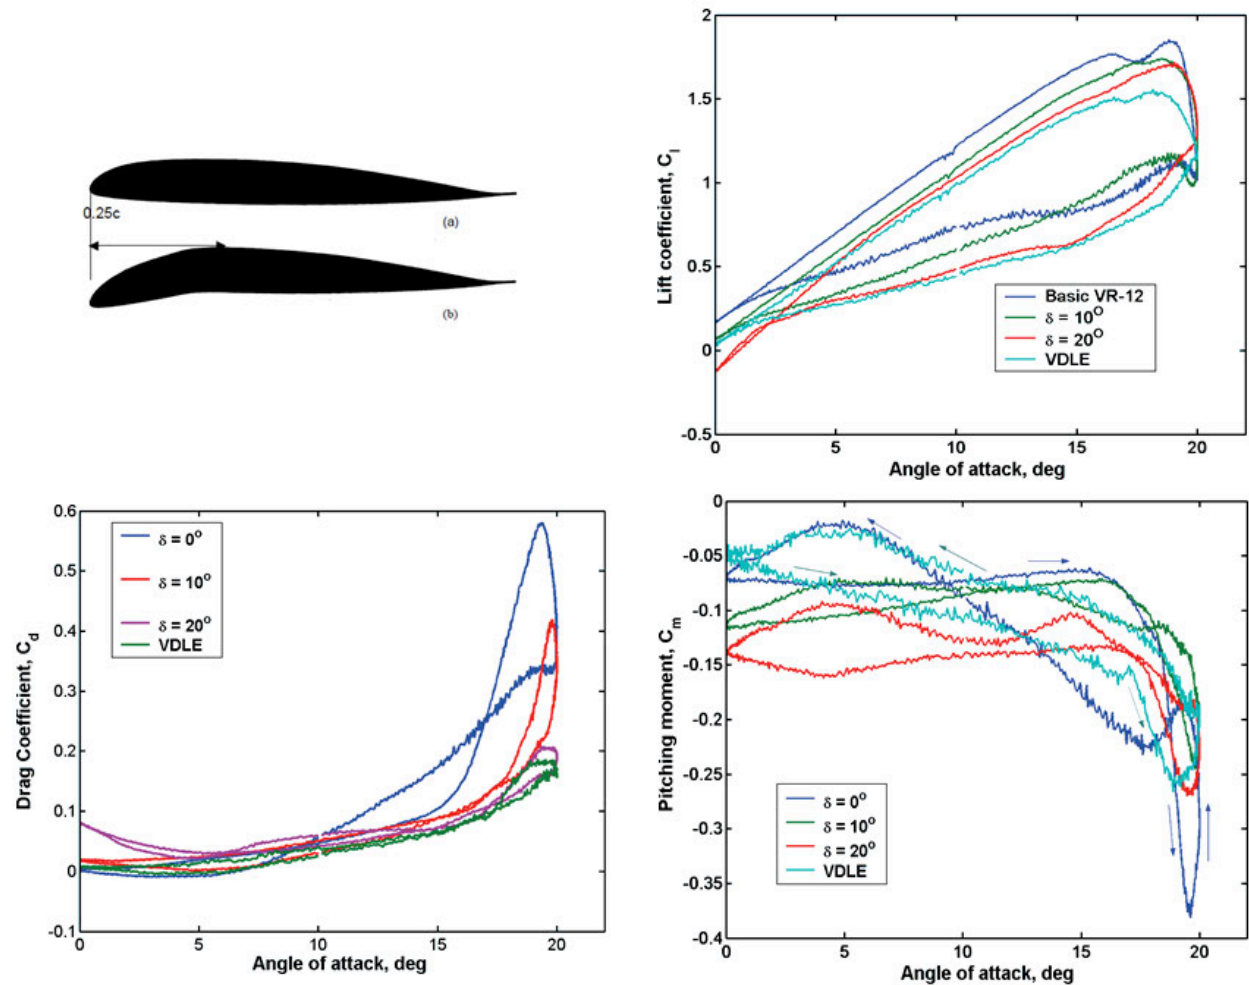 0.25c
(a)
(b)
2
1.5
1
0.5
0
-0.5
Lift coefficient, Cl
Basic VR-12
δ = 10O
δ = 20O
VDLE
0 5 10 15 20
Angle of attack, deg
0.6
0.5
0.4
0.3
0.2
0.1
0
-0.1
Drag Coefficient, Cd
δ = 0o
δ = 10o
δ = 20o
VDLE
0 5 10 15 20
Angle of attack, deg
0
-0.05
-0.1
-0.15
-0.2
-0.25
-0.3
-0.35
-0.4
Pitching moment, Cm
δ = 0o
δ = 10o
δ = 20o
VDLE
0 5 10 15 20
Angle of attack, deg